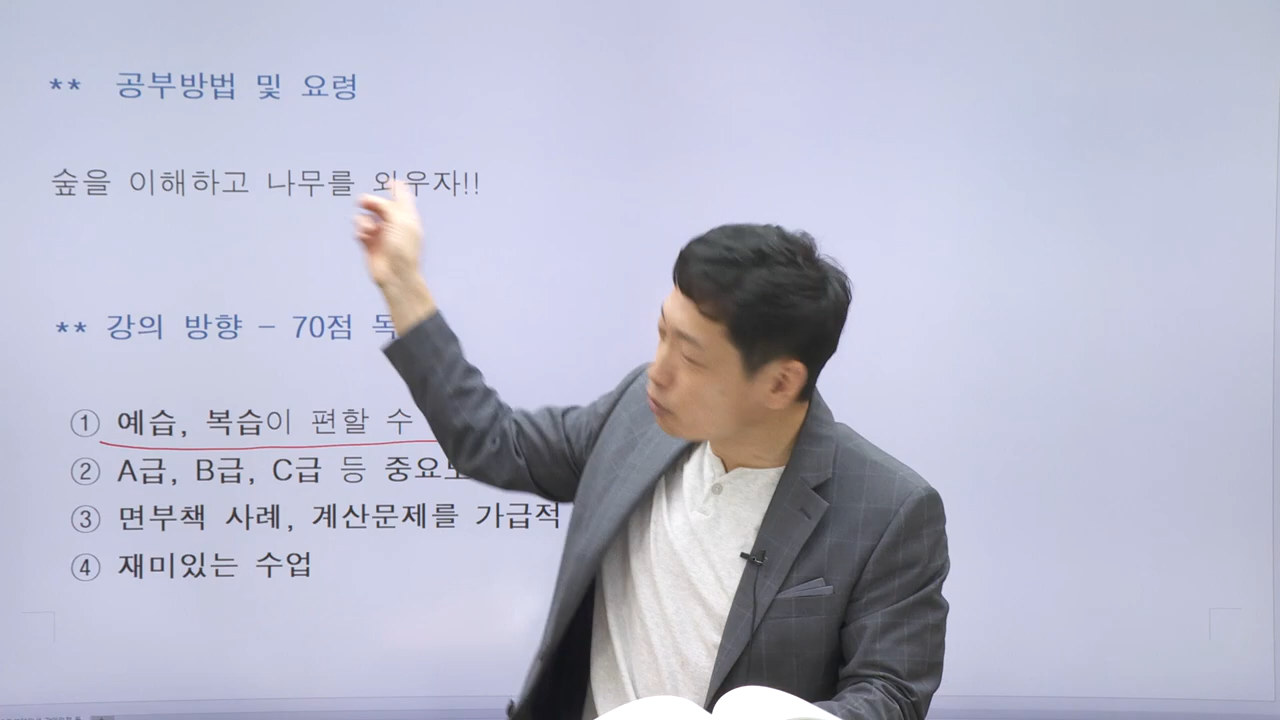 ** 공부방법 및 요령
숲을 이해하고 나무를 외우자!!
** 강의 방향 - 70점
① 예습, 복습이 편할 수
② A급, B급, C급 등 중요도
③ 면부책 사례, 계산문제를 가급적
④ 재미있는 수업